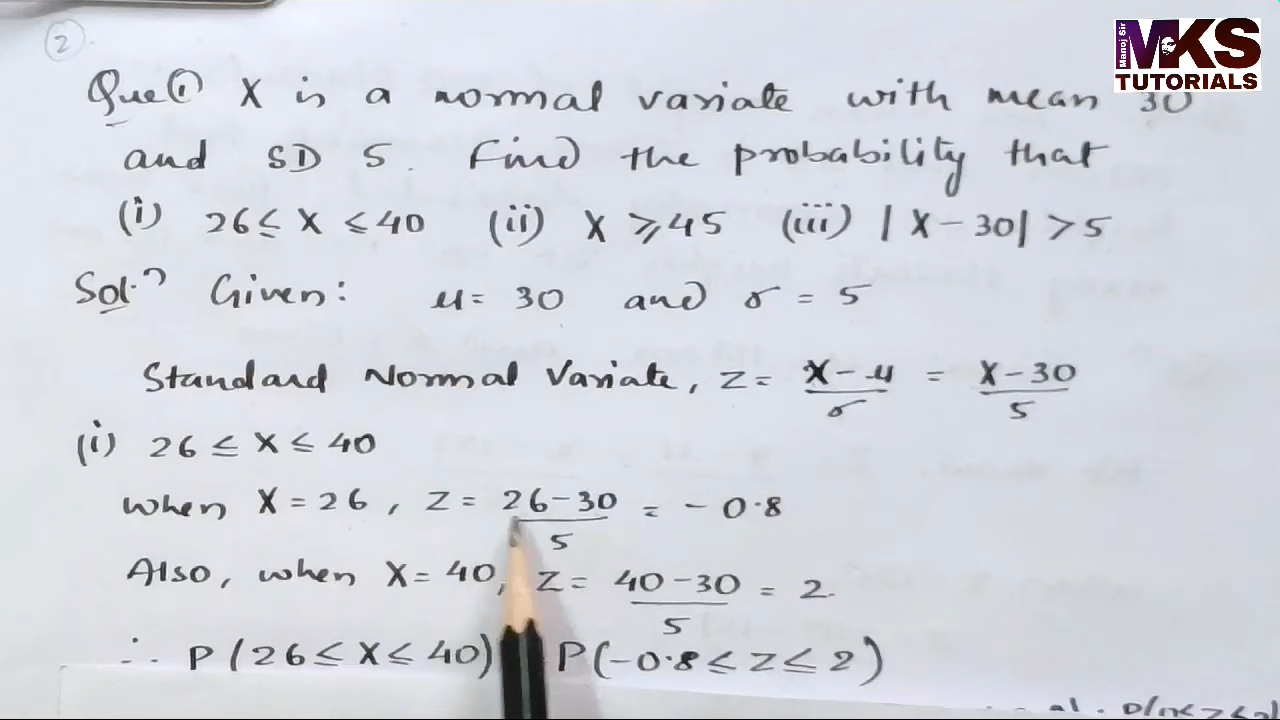 2
Manoj Sir
MKS
TUTORIALS
Que① X is a normal variate with mean 30
and SD 5. Find the probability that
(i) 26 ≤ X ≤ 40 (ii) X ≥ 45 (iii) | X - 30| > 5
Sol.ⁿ Given: μ = 30 and σ = 5
Standard Normal Variate, Z = X - μ / σ = X - 30 / 5
(i) 26 ≤ X ≤ 40
When X = 26, Z = 26 - 30 / 5 = - 0.8
Also, when X = 40, Z = 40 - 30 / 5 = 2.
∴ P (26 ≤ X ≤ 40) P(-0.8 ≤ Z ≤ 2)